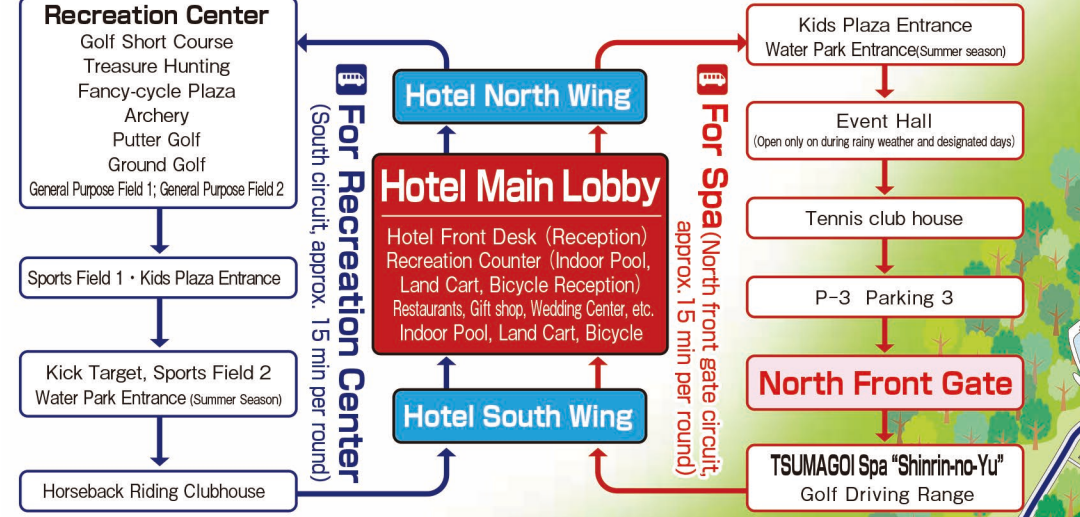 Recreation Center
Golf Short Course
Treasure Hunting
Fancy-cycle Plaza
Archery
Putter Golf
Ground Golf
General Purpose Field 1; General Purpose Field 2
Sports Field 1・Kids Plaza Entrance
Kick Target, Sports Field 2
Water Park Entrance (Summer Season)
Horseback Riding Clubhouse
For Recreation Center
(South circuit, approx. 15 min per round)
Hotel North Wing
Hotel Main Lobby
Hotel Front Desk (Reception)
Recreation Counter (Indoor Pool,
Land Cart, Bicycle Reception)
Restaurants, Gift shop, Wedding Center, etc.
Indoor Pool, Land Cart, Bicycle
Hotel South Wing
For Spa (North front gate circuit,
approx. 15 min per round)
Kids Plaza Entrance
Water Park Entrance(Summer season)
Event Hall
(Open only on during rainy weather and designated days)
Tennis club house
P-3 Parking 3
North Front Gate
TSUMAGOI Spa “Shinrin-no-Yu”
Golf Driving Range